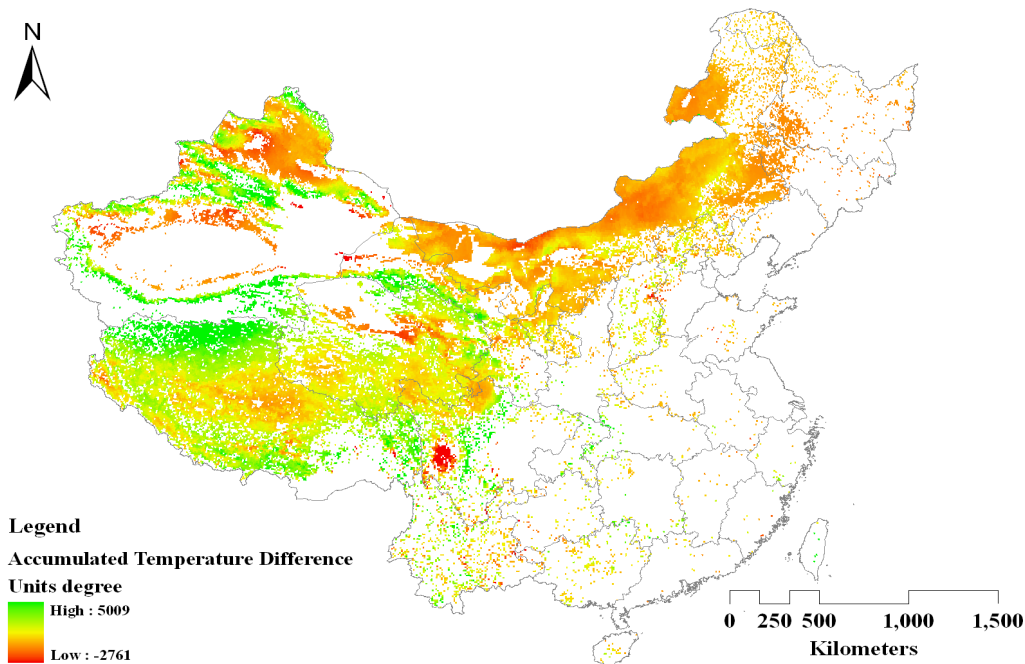 N
Legend
Accumulated Temperature Difference
Units degree
High : 5009
Low : -2761
0 250 500 1,000 1,500
Kilometers